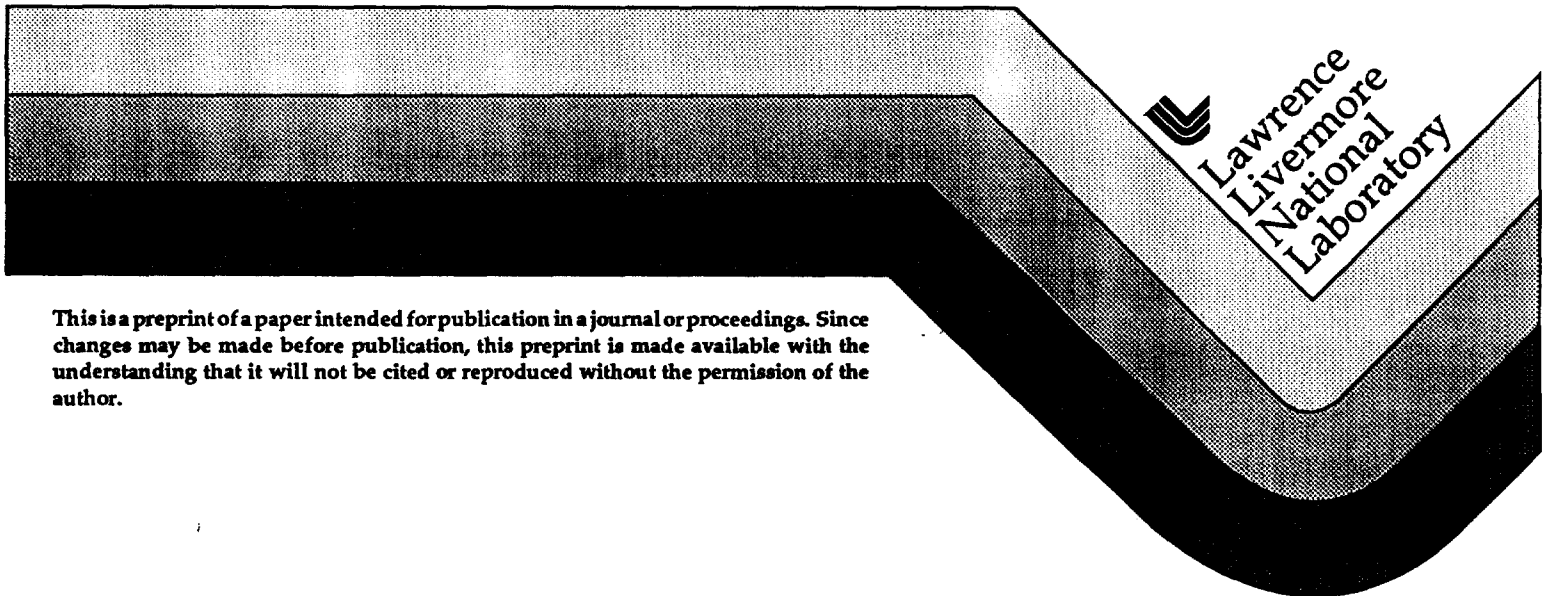 Lawrence
Livermore
National
Laboratory
This is a preprint of a paper intended for publication in a journal or proceedings. Since
changes may be made before publication, this preprint is made available with the
understanding that it will not be cited or reproduced without the permission of the
author.